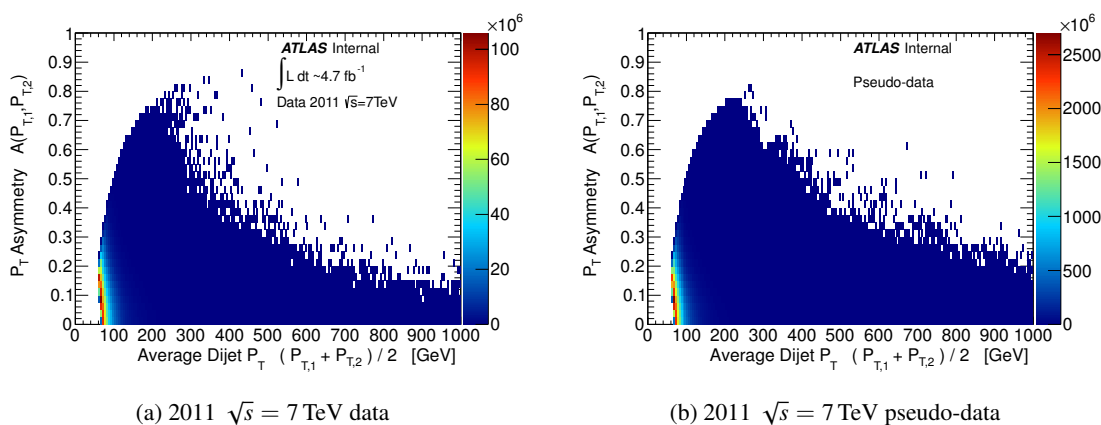 ×10⁶
1
0.9
0.8
0.7
0.6
0.5
0.4
0.3
0.2
0.1
0
P_T Asymmetry A(P_T,1, P_T,2)
ATLAS Internal
∫L dt ~4.7 fb⁻¹
Data 2011 √s=7TeV
100
80
60
40
20
0
0 100 200 300 400 500 600 700 800 900 1000
Average Dijet P_T ( P_T,1 + P_T,2 ) / 2 [GeV]
(a) 2011 √s = 7 TeV data
×10⁶
1
0.9
0.8
0.7
0.6
0.5
0.4
0.3
0.2
0.1
0
P_T Asymmetry A(P_T,1, P_T,2)
ATLAS Internal
Pseudo-data
2500
2000
1500
1000
500
0
0 100 200 300 400 500 600 700 800 900 1000
Average Dijet P_T ( P_T,1 + P_T,2 ) / 2 [GeV]
(b) 2011 √s = 7 TeV pseudo-data